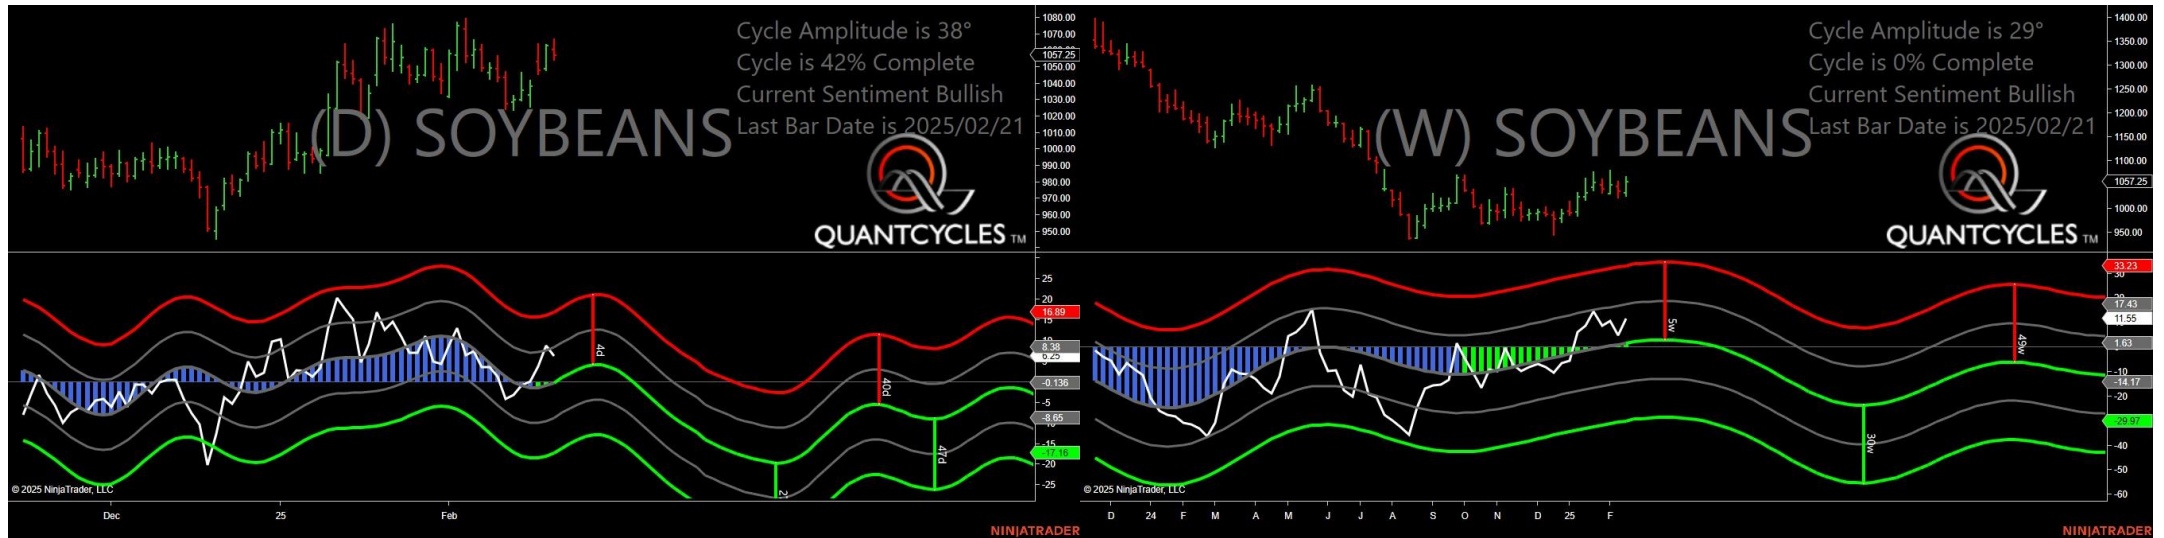 Cycle Amplitude is 38°
Cycle is 42% Complete
Current Sentiment Bullish
Last Bar Date is 2025/02/21
(D) SOYBEANS
QUANTCYCLES TM
1080.00
1070.00
1057.25
1050.00
1040.00
1030.00
1020.00
1010.00
1000.00
990.00
980.00
970.00
960.00
950.00
25
20
16.89
15
8.38
6.25
-0.136
-5
-8.65
-15
-17.16
-20
-25
4d
40d
47d
© 2025 NinjaTrader, LLC
Dec
25
Feb
NINJATRADER
Cycle Amplitude is 29°
Cycle is 0% Complete
Current Sentiment Bullish
Last Bar Date is 2025/02/21
(W) SOYBEANS
QUANTCYCLES TM
1400.00
1350.00
1300.00
1250.00
1200.00
1150.00
1100.00
1057.25
1000.00
950.00
33.23
30
17.43
11.55
1.63
-10
-14.17
-20
-29.97
-40
-50
-60
5w
49w
30w
© 2025 NinjaTrader, LLC
D
24
F
M
A
M
J
J
A
S
O
N
D
25
F
NINJATRADER